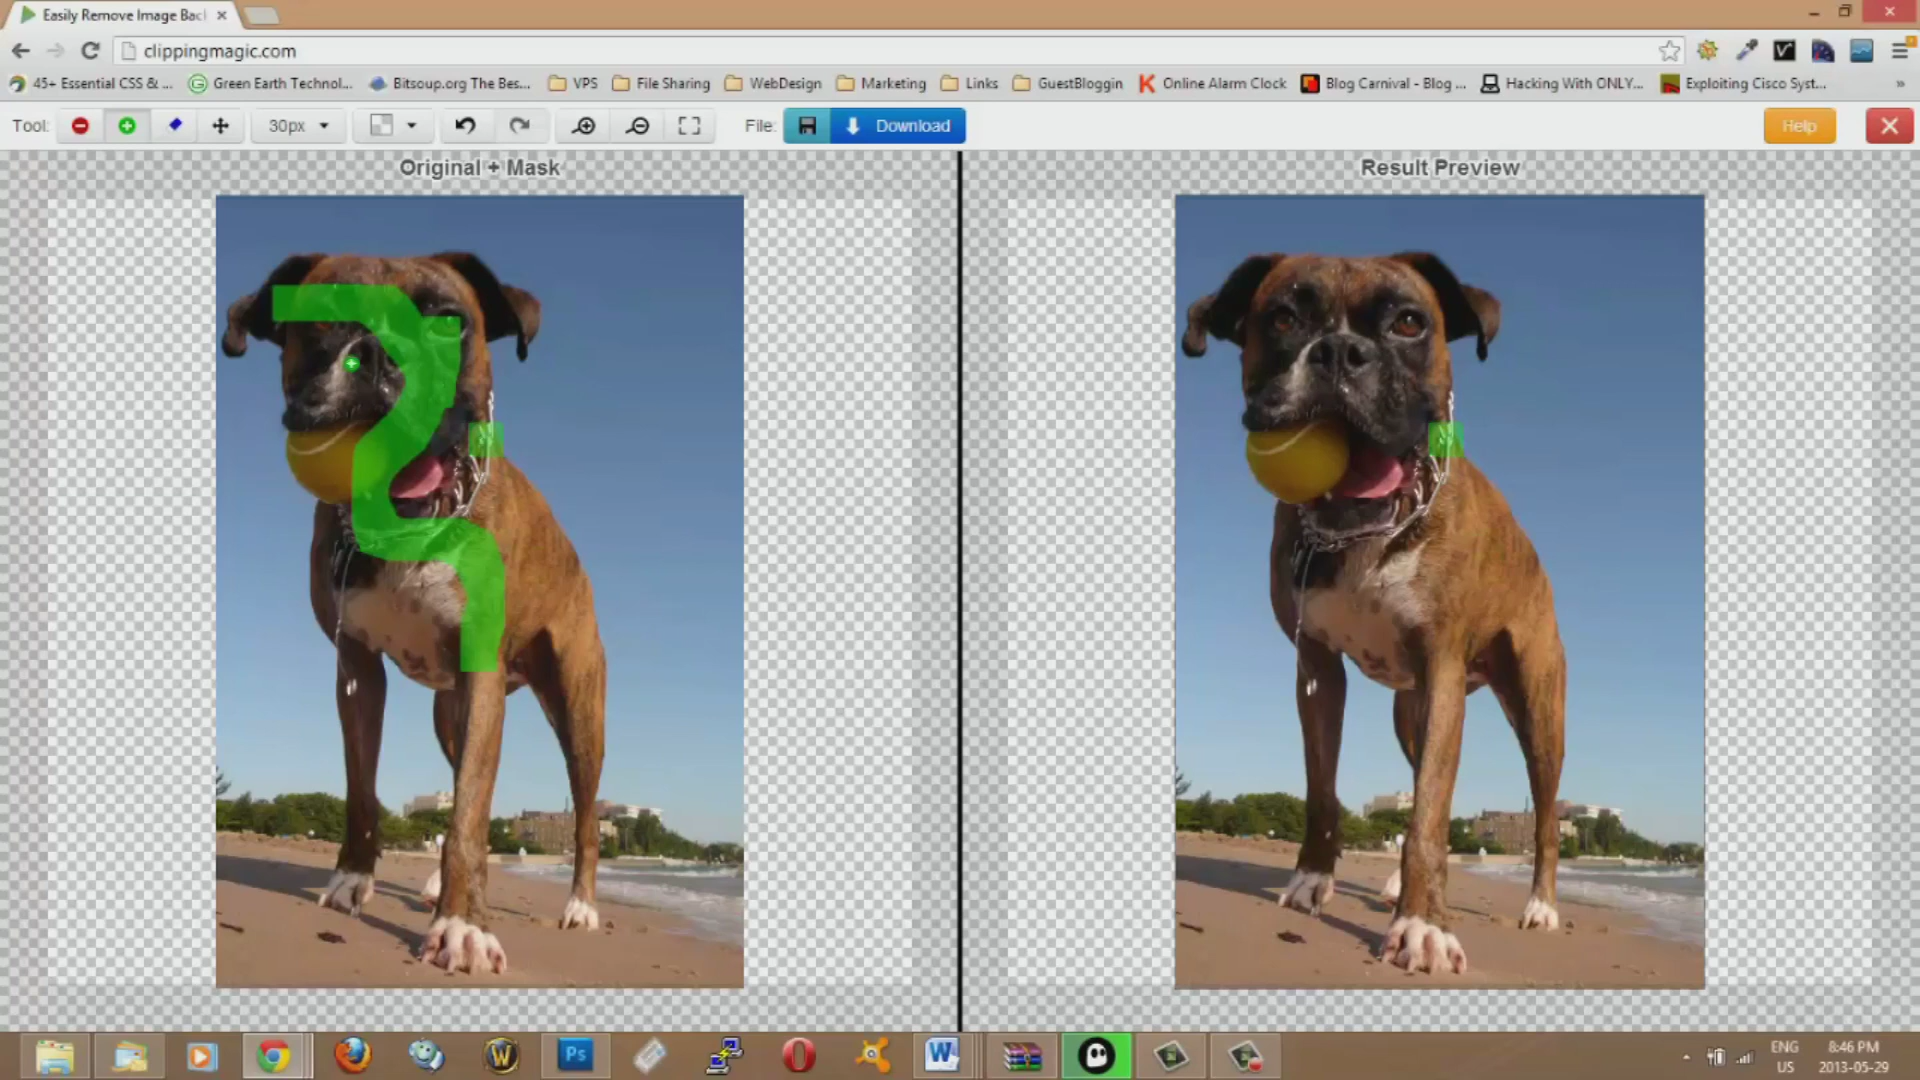 Easily Remove Image Bac
clippingmagic.com
45+ Essential CSS & ...
Green Earth Technol...
Bitsoup.org The Bes...
VPS
File Sharing
WebDesign
Marketing
Links
GuestBloggin
Online Alarm Clock
Blog Carnival - Blog ...
Hacking With ONLY...
Exploiting Cisco Syst...
Tool:
30px
File:
Download
Help
Original + Mask
Result Preview
Ps
W
ENG
US
8:46 PM
2013-05-29